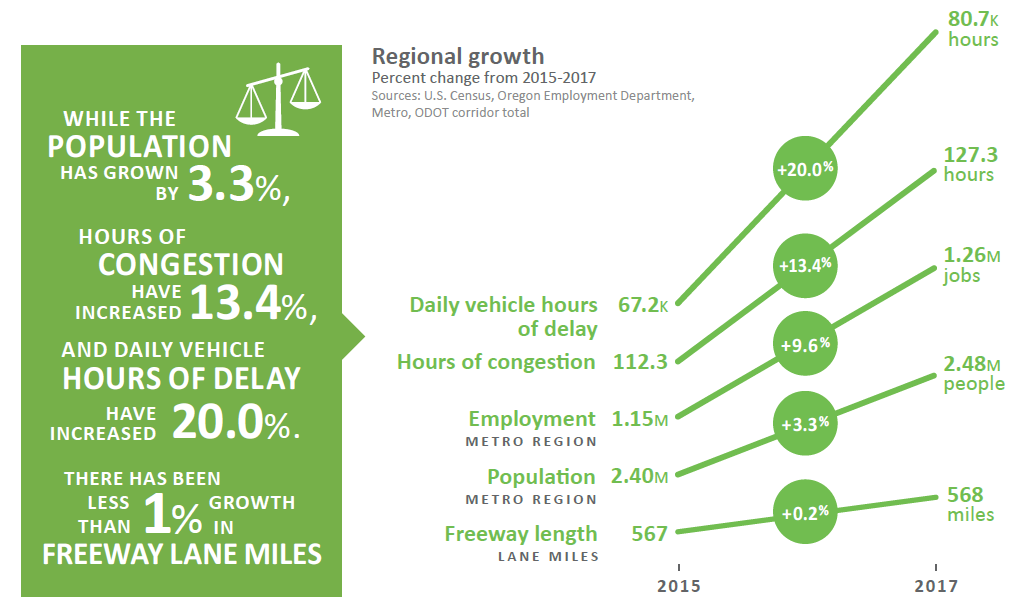 WHILE THE
POPULATION
HAS GROWN
BY 3.3%,
HOURS OF
CONGESTION
HAVE
INCREASED 13.4%,
AND DAILY VEHICLE
HOURS OF DELAY
HAVE
INCREASED 20.0%.
THERE HAS BEEN
LESS
THAN 1% GROWTH
IN
FREEWAY LANE MILES
Regional growth
Percent change from 2015-2017
Sources: U.S. Census, Oregon Employment Department,
Metro, ODOT corridor total
Daily vehicle hours
of delay
67.2K
+20.0%
80.7K
hours
Hours of congestion
112.3
+13.4%
127.3
hours
Employment
METRO REGION
1.15M
+9.6%
1.26M
jobs
Population
METRO REGION
2.40M
+3.3%
2.48M
people
Freeway length
LANE MILES
567
+0.2%
568
miles
2015
2017